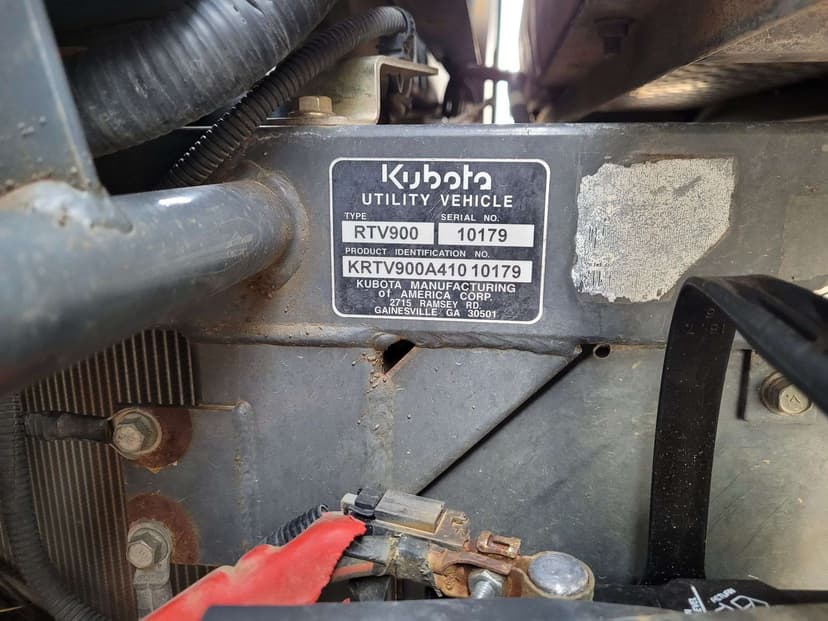 Kubota
UTILITY VEHICLE
TYPE SERIAL NO.
RTV900 10179
PRODUCT IDENTIFICATION NO.
KRTV900A410 10179
KUBOTA MANUFACTURING
of AMERICA CORP.
2715 RAMSEY RD.
GAINESVILLE GA 30501